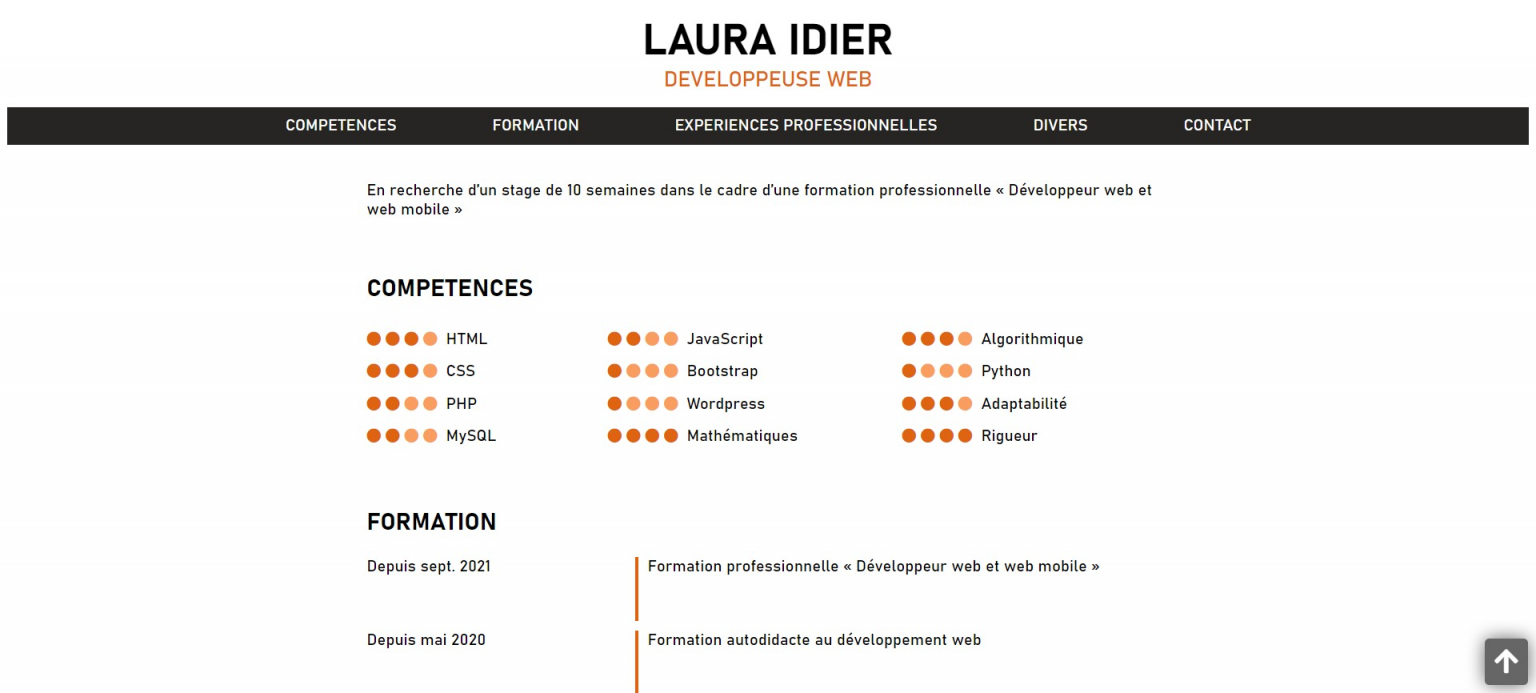 LAURA IDIER
DEVELOPPEUSE WEB
COMPETENCES FORMATION EXPERIENCES PROFESSIONNELLES DIVERS CONTACT
En recherche d'un stage de 10 semaines dans le cadre d'une formation professionnelle « Développeur web et
web mobile »
COMPETENCES
HTML JavaScript Algorithmique
CSS Bootstrap Python
PHP Wordpress Adaptabilité
MySQL Mathématiques Rigueur
FORMATION
Depuis sept. 2021 Formation professionnelle « Développeur web et web mobile »
Depuis mai 2020 Formation autodidacte au développement web